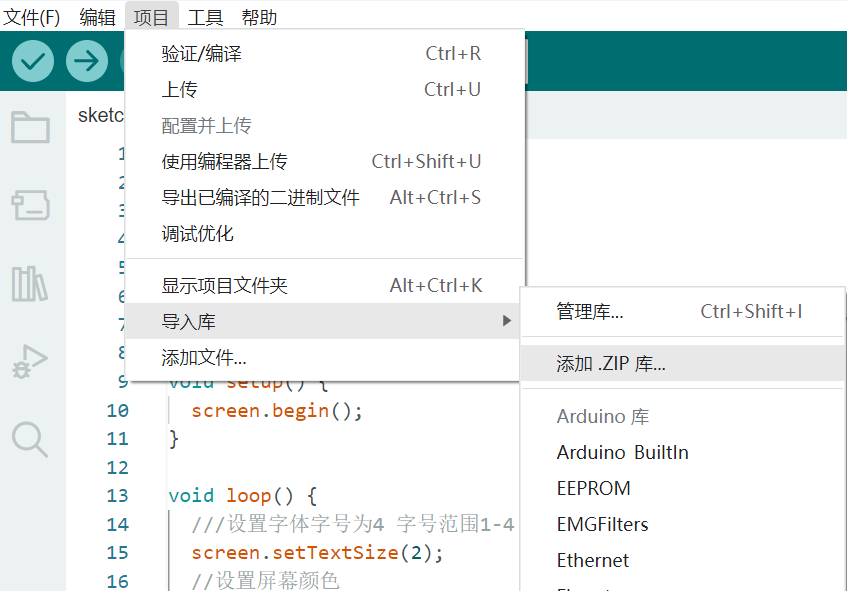 文件(F) 编辑 项目 工具 帮助
验证/编译 Ctrl+R
上传 Ctrl+U
配置并上传
使用编程器上传 Ctrl+Shift+U
导出已编译的二进制文件 Alt+Ctrl+S
调试优化
显示项目文件夹 Alt+Ctrl+K
导入库
添加文件...
管理库... Ctrl+Shift+I
添加 .ZIP 库...
Arduino 库
Arduino BuiltIn
EEPROM
EMGFilters
Ethernet
sketc
1
2
3
4
5
6
7
8
9 void setup() {
10 screen.begin();
11 }
12
13 void loop() {
14 ///设置字体字号为4 字号范围1-4
15 screen.setTextSize(2);
16 //设置屏幕颜色